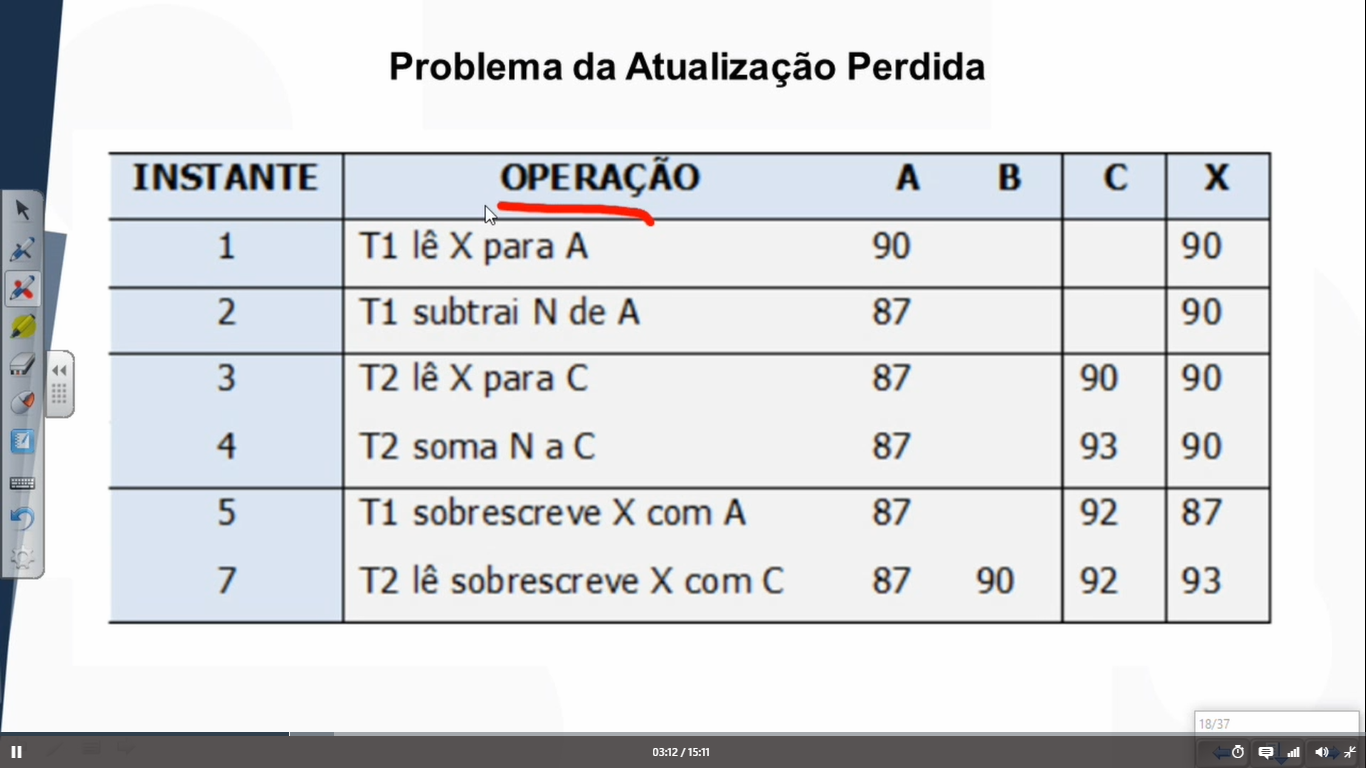 Problema da Atualização Perdida
INSTANTE OPERAÇÃO A B C X
1 T1 lê X para A 90 90
2 T1 subtrai N de A 87 90
3 T2 lê X para C 87 90 90
4 T2 soma N a C 87 93 90
5 T1 sobrescreve X com A 87 92 87
7 T2 lê sobrescreve X com C 87 90 92 93
18/37
03:12 / 15:11